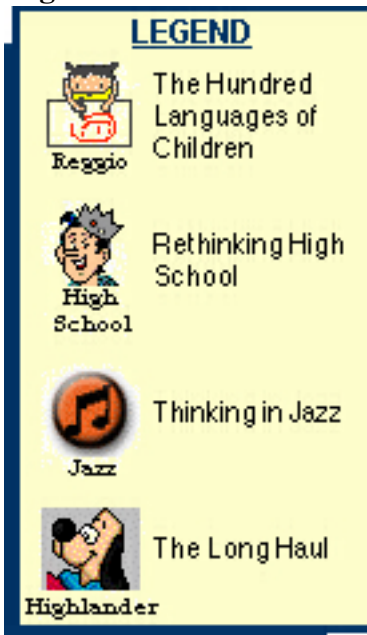 LEGEND
The Hundred
Languages of
Children
Reggio
Rethinking High
School
High
School
Thinking in Jazz
Jazz
The Long Haul
Highlander